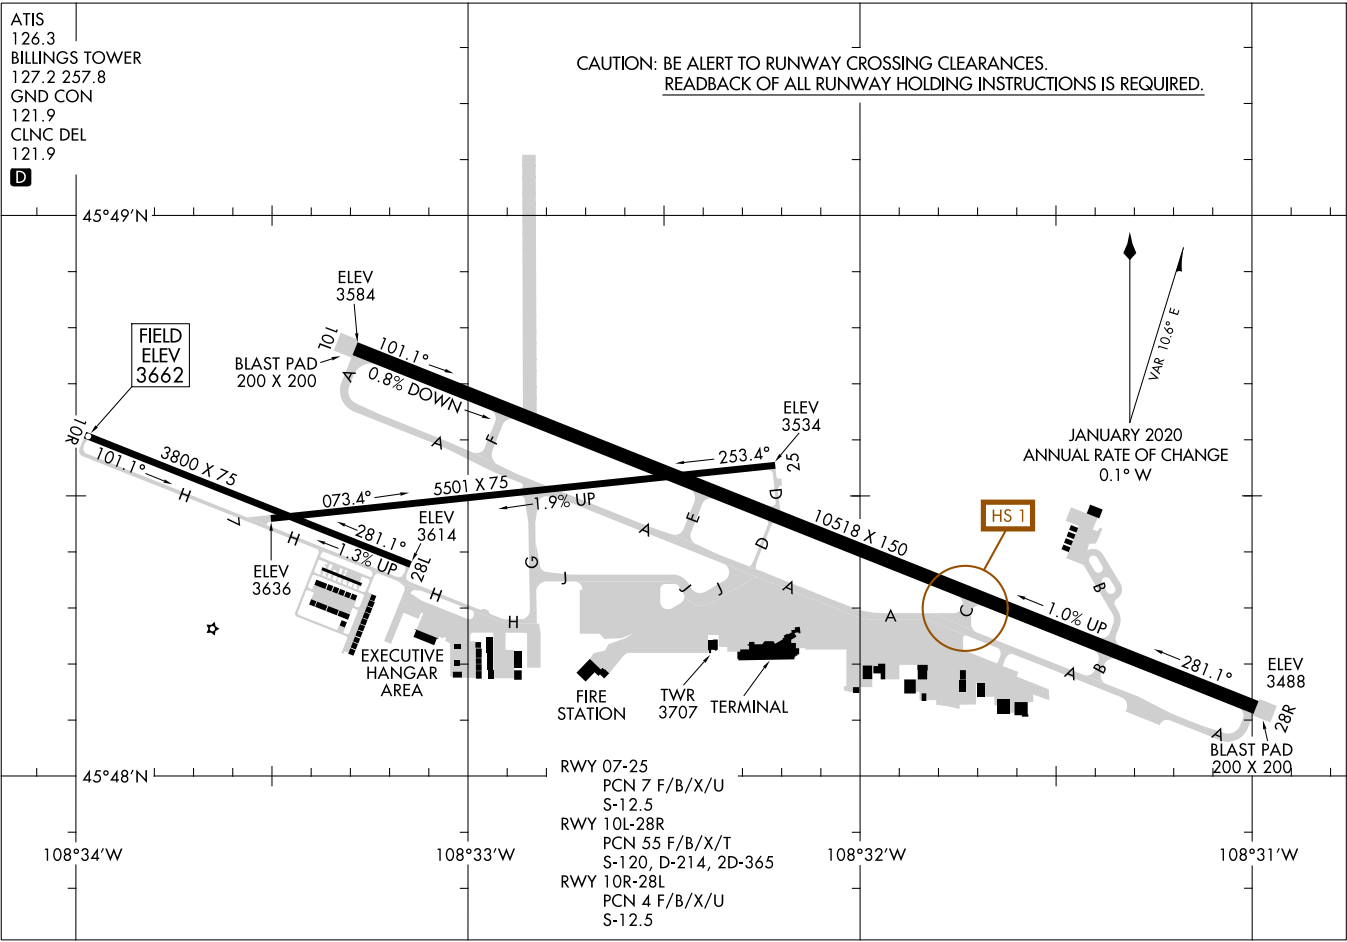 ATIS
126.3
BILLINGS TOWER
127.2 257.8
GND CON
121.9
CLNC DEL
121.9
D
CAUTION: BE ALERT TO RUNWAY CROSSING CLEARANCES.
READBACK OF ALL RUNWAY HOLDING INSTRUCTIONS IS REQUIRED.
45°49'N
ELEV
3584
FIELD
ELEV
3662
10L
BLAST PAD
200 X 200
101.1°
0.8% DOWN
A
A
F
VAR 10.6° E
JANUARY 2020
ANNUAL RATE OF CHANGE
0.1° W
ELEV
3534
253.4°
25
10R
101.1°
3800 X 75
H
073.4°
5501 X 75
1.9% UP
D
E
A
D
10518 X 150
HS 1
ELEV
3614
281.1°
1.3% UP
28L
H
ELEV
3636
G
J
J
J
A
A
C
1.0% UP
B
B
A
281.1°
ELEV
3488
28R
A
BLAST PAD
200 X 200
H
H
EXECUTIVE
HANGAR
AREA
FIRE
STATION
TWR
3707
TERMINAL
7
45°48'N
RWY 07-25
PCN 7 F/B/X/U
S-12.5
RWY 10L-28R
PCN 55 F/B/X/T
S-120, D-214, 2D-365
RWY 10R-28L
PCN 4 F/B/X/U
S-12.5
108°34'W
108°33'W
108°32'W
108°31'W